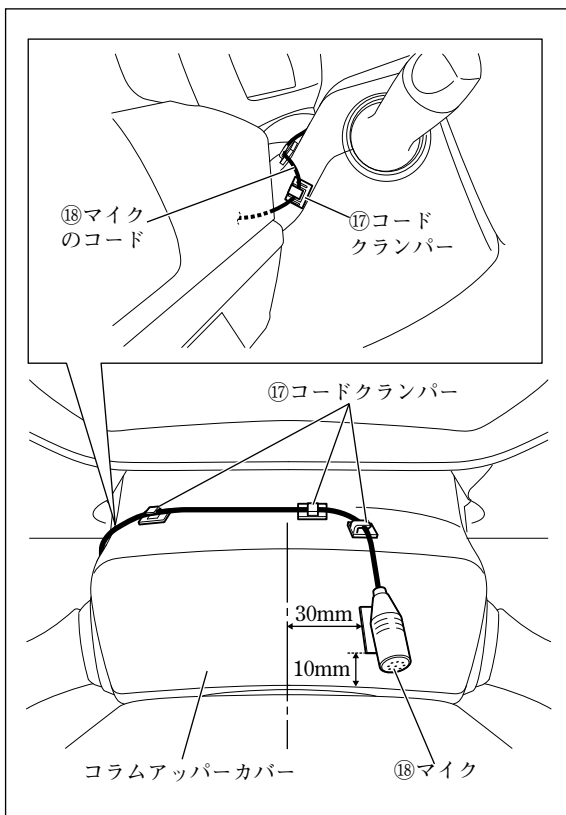 ⑱マイク
のコード
⑰コード
クランパー
⑰コードクランパー
30mm
10mm
コラムアッパーカバー
⑱マイク